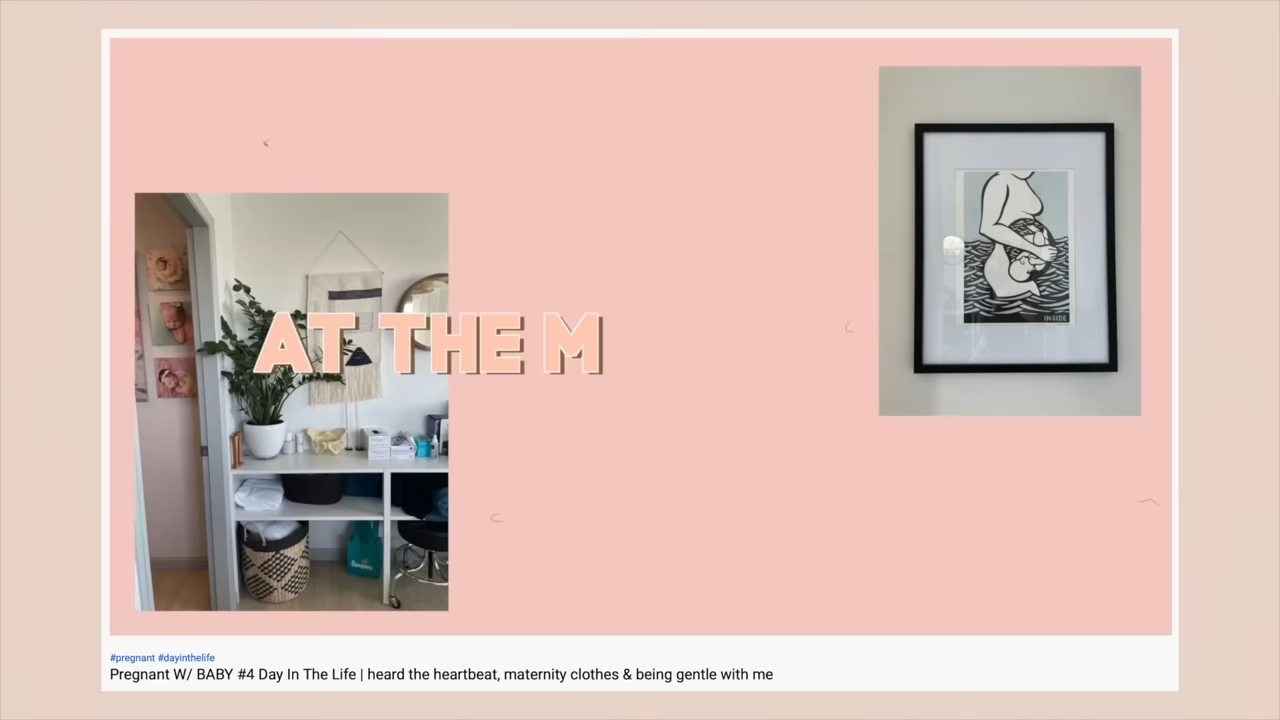 AT THE M
INSIDE
Pampers
#pregnant #dayinthelife
Pregnant W/ BABY #4 Day In The Life | heard the heartbeat, maternity clothes & being gentle with me